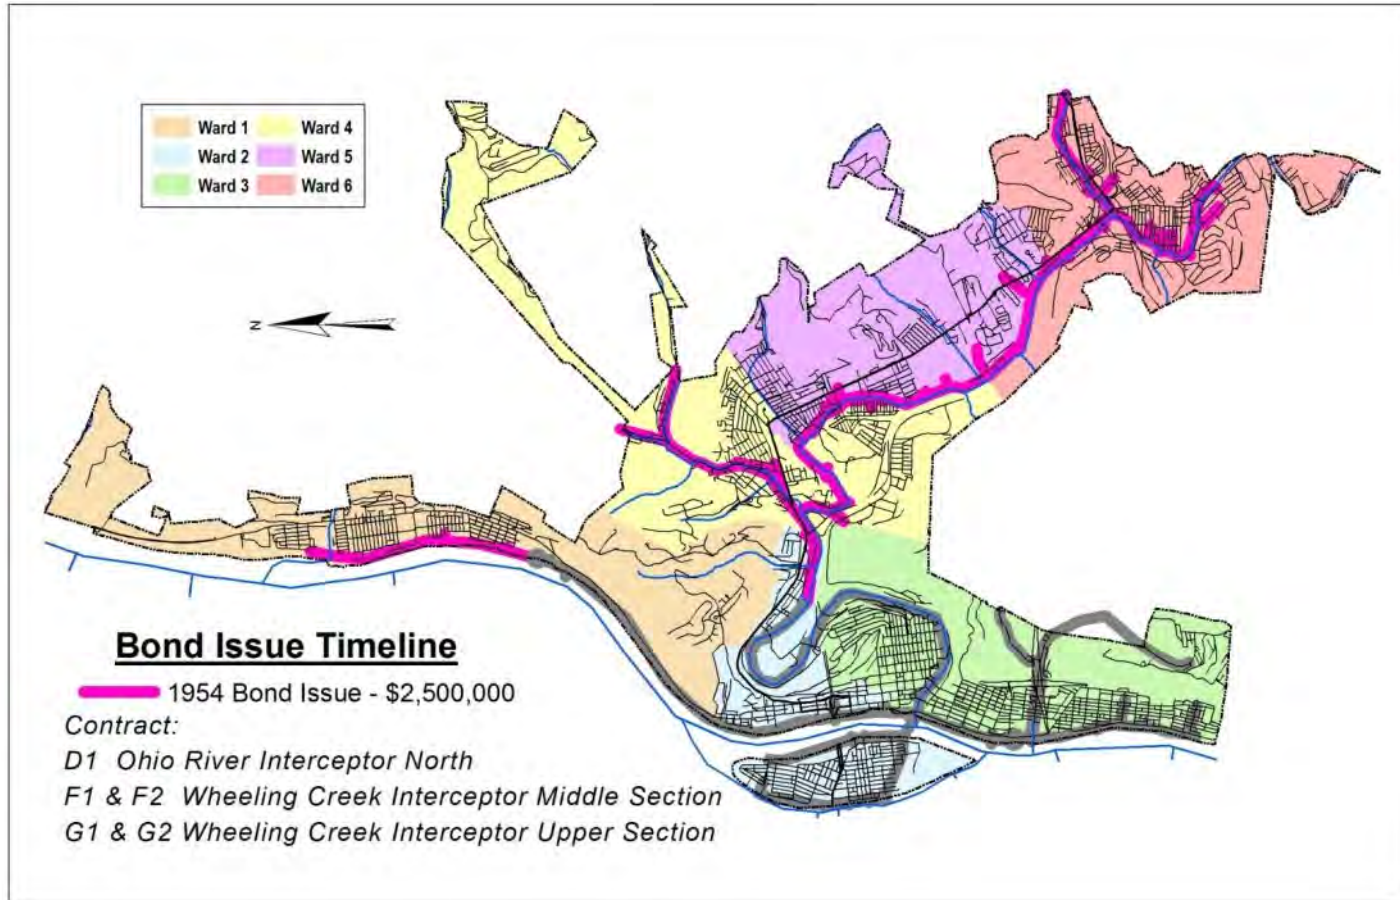 Ward 1 Ward 4
Ward 2 Ward 5
Ward 3 Ward 6
N
Bond Issue Timeline
1954 Bond Issue - $2,500,000
Contract:
D1 Ohio River Interceptor North
F1 & F2 Wheeling Creek Interceptor Middle Section
G1 & G2 Wheeling Creek Interceptor Upper Section